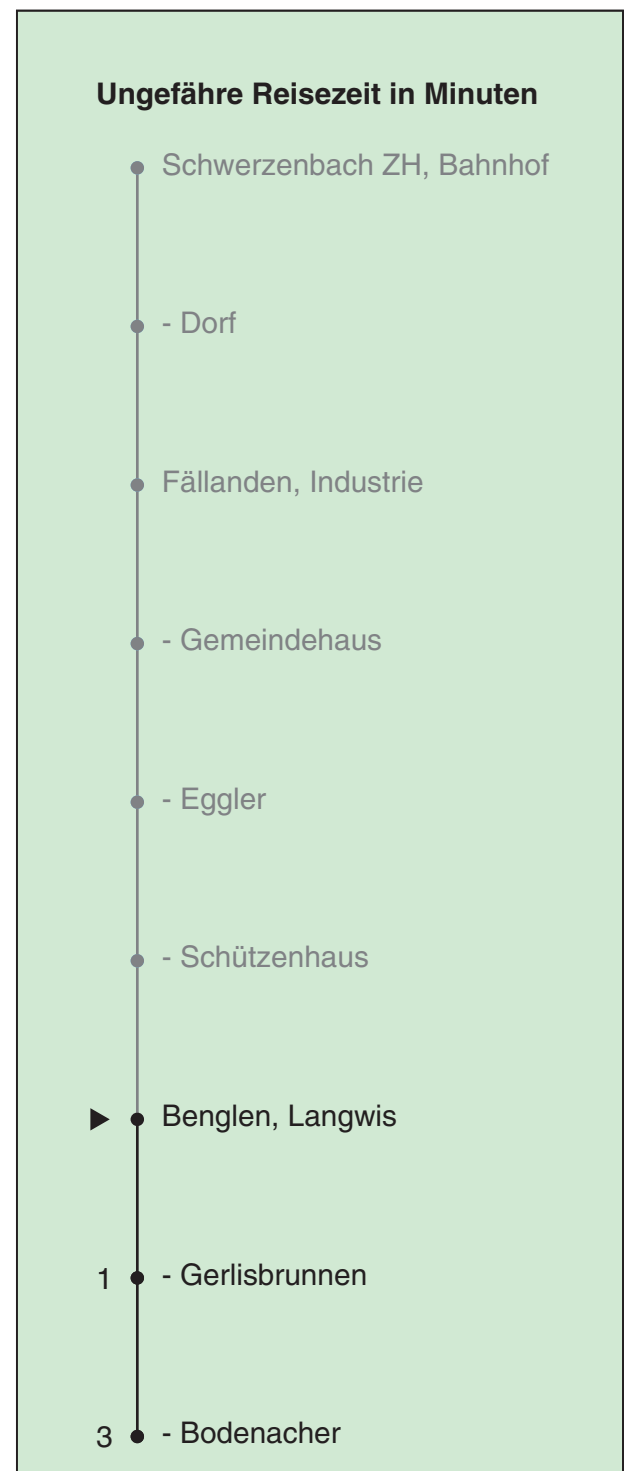 Ungefähre Reisezeit in Minuten
Schwerzenbach ZH, Bahnhof
- Dorf
Fällanden, Industrie
- Gemeindehaus
- Eggler
- Schützenhaus
Benglen, Langwis
1 - Gerlisbrunnen
3 - Bodenacher